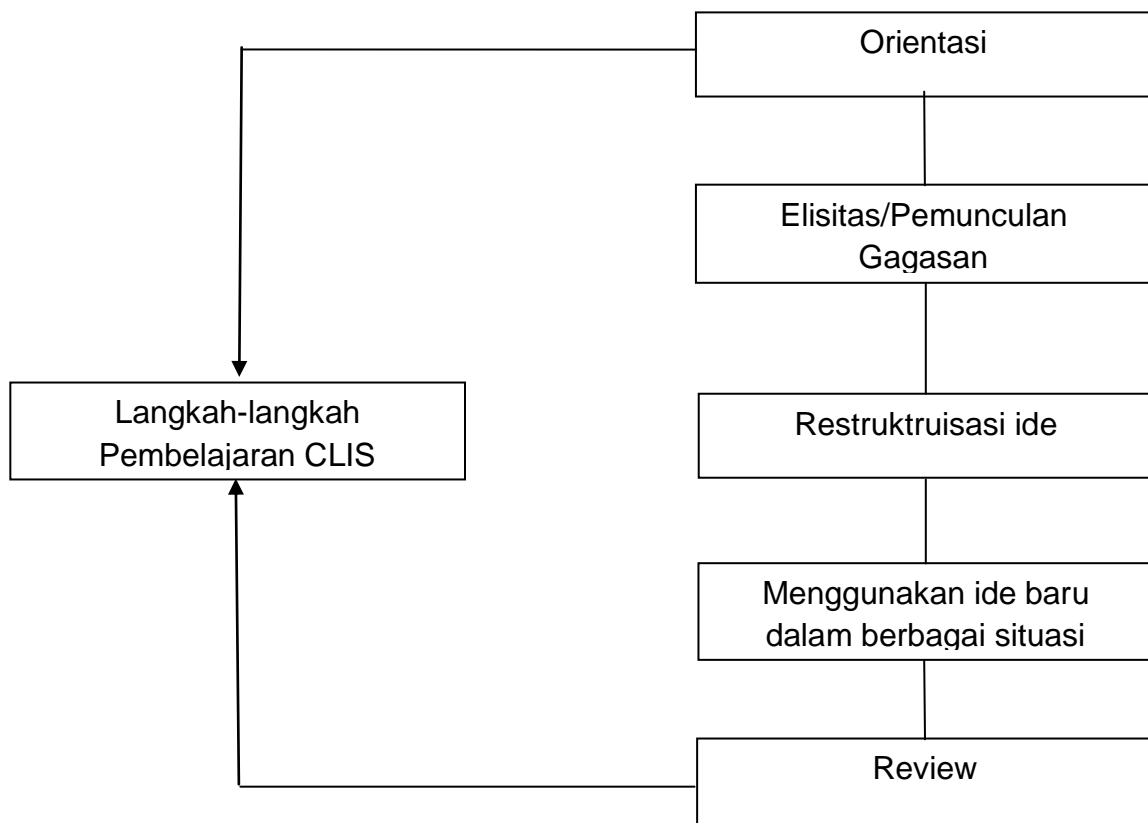 Orientasi
Elisitas/Pemunculan
Gagasan
Langkah-langkah
Pembelajaran CLIS
Restruktruisasi ide
Menggunakan ide baru
dalam berbagai situasi
Review